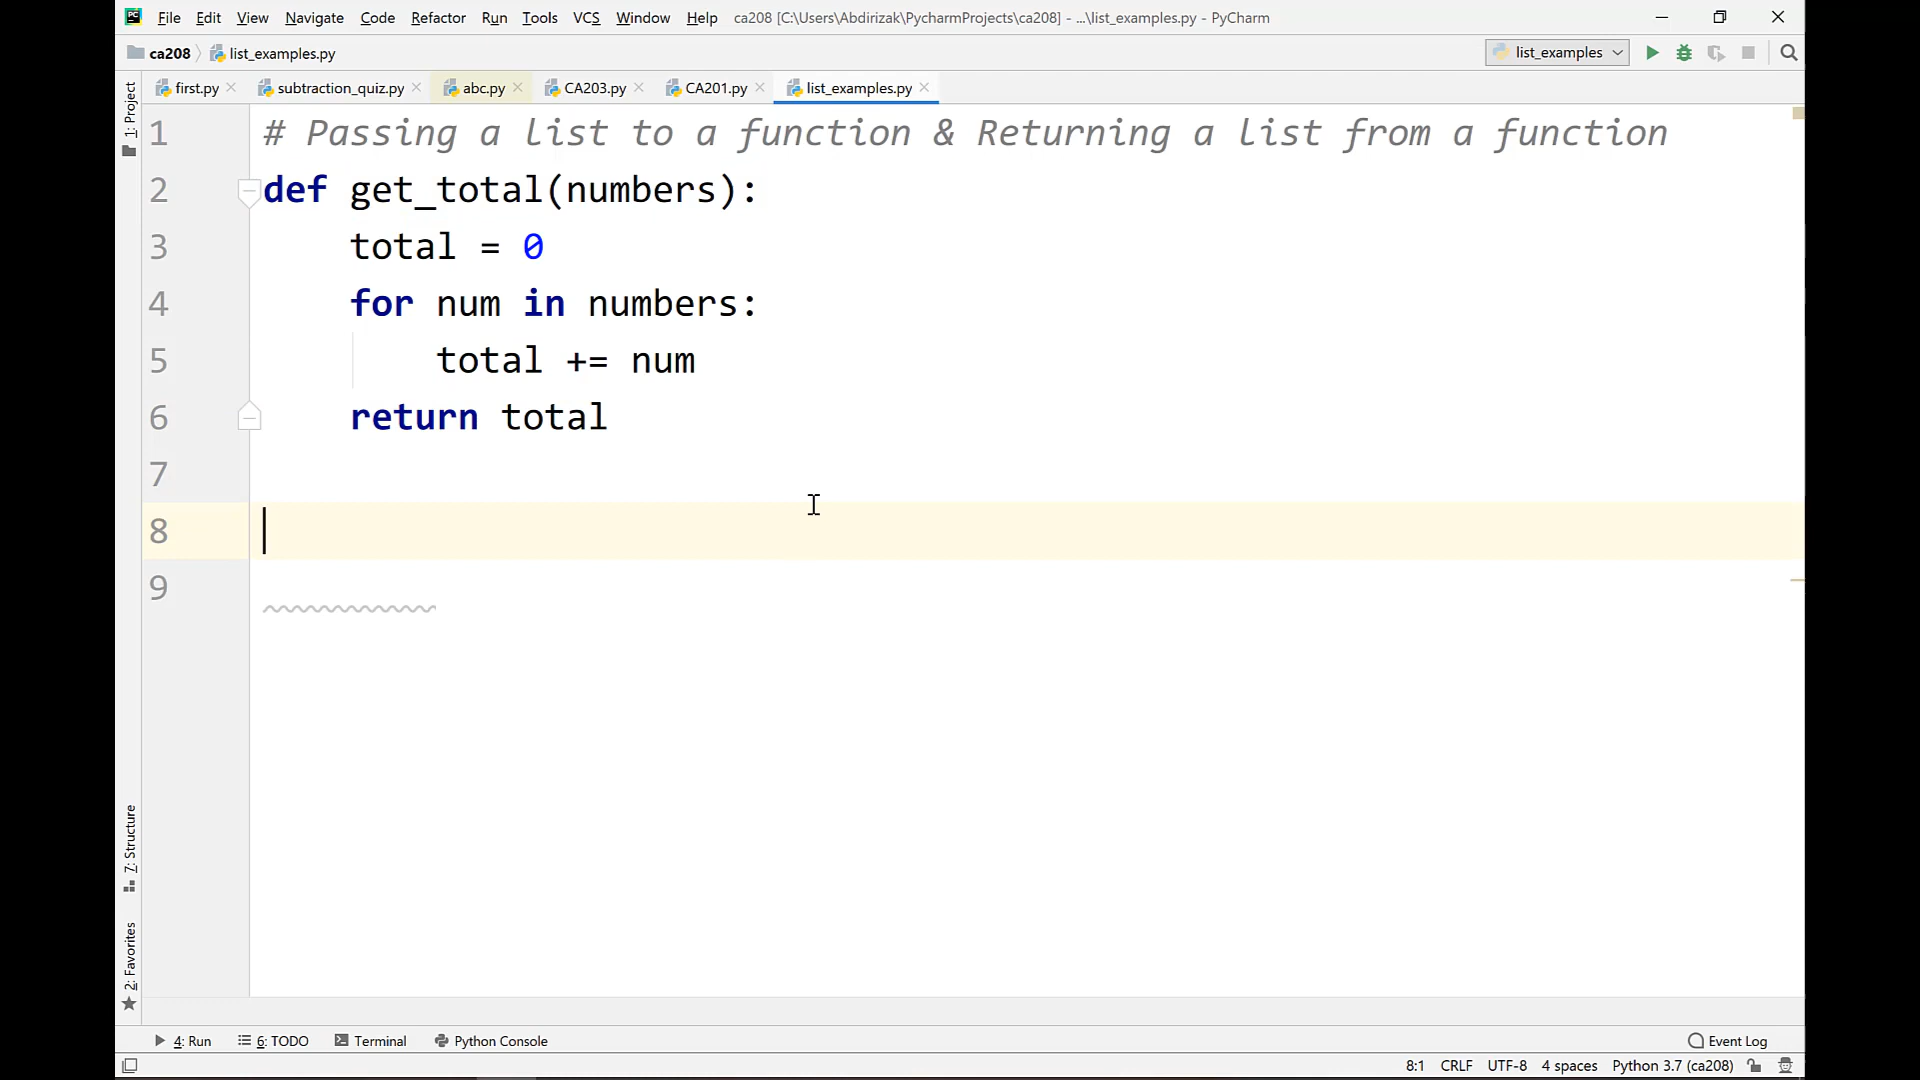 File Edit View Navigate Code Refactor Run Tools VCS Window Help ca208 [C:\Users\Abdirizak\PycharmProjects\ca208] - ...\list_examples.py - PyCharm
ca208 list_examples.py list_examples
first.py subtraction_quiz.py abc.py CA203.py CA201.py list_examples.py
1: Project
1 # Passing a list to a function & Returning a list from a function
2 def get_total(numbers):
3 total = 0
4 for num in numbers:
5 total += num
6 return total
7
8
9
7: Structure
2: Favorites
4: Run 6: TODO Terminal Python Console Event Log
8:1 CRLF UTF-8 4 spaces Python 3.7 (ca208)